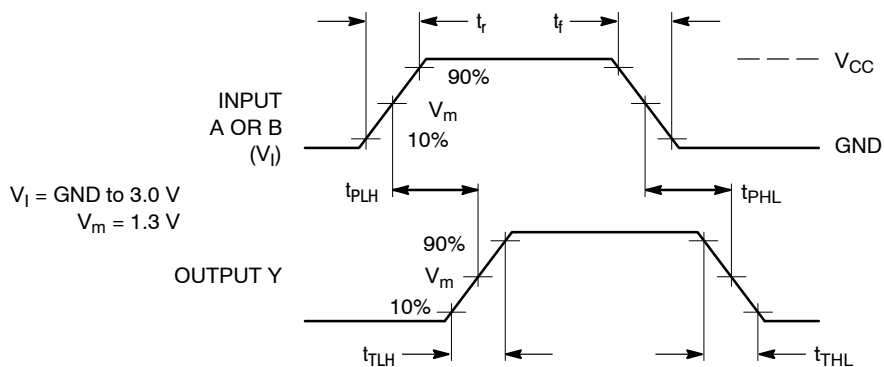 t_r t_f
V_CC
90%
INPUT
A OR B
(V_I)
V_m
10%
GND
t_PLH
t_PHL
V_I = GND to 3.0 V
V_m = 1.3 V
90%
OUTPUT Y
V_m
10%
t_TLH
t_THL